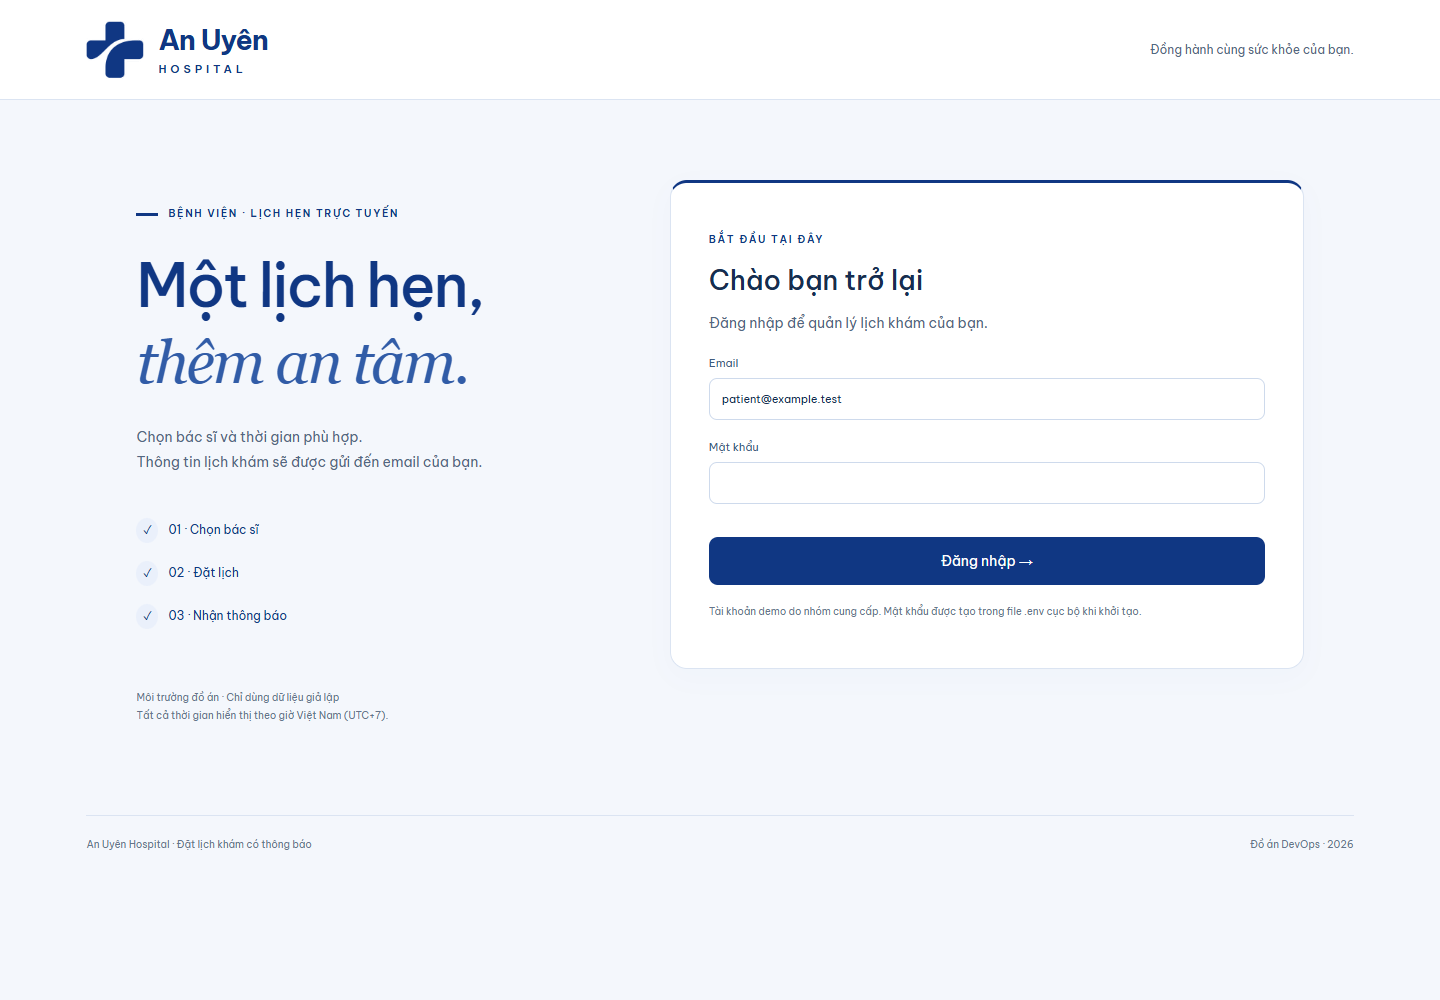 An Uyên
HOSPITAL
Đồng hành cùng sức khỏe của bạn.
BỆNH VIỆN · LỊCH HẸN TRỰC TUYẾN
Một lịch hẹn,
thêm an tâm.
Chọn bác sĩ và thời gian phù hợp.
Thông tin lịch khám sẽ được gửi đến email của bạn.
✓ 01 · Chọn bác sĩ
✓ 02 · Đặt lịch
✓ 03 · Nhận thông báo
Môi trường đồ án · Chỉ dùng dữ liệu giả lập
Tất cả thời gian hiển thị theo giờ Việt Nam (UTC+7).
BẮT ĐẦU TẠI ĐÂY
Chào bạn trở lại
Đăng nhập để quản lý lịch khám của bạn.
Email
patient@example.test
Mật khẩu
Đăng nhập →
Tài khoản demo do nhóm cung cấp. Mật khẩu được tạo trong file .env cục bộ khi khởi tạo.
An Uyên Hospital · Đặt lịch khám có thông báo
Đồ án DevOps · 2026